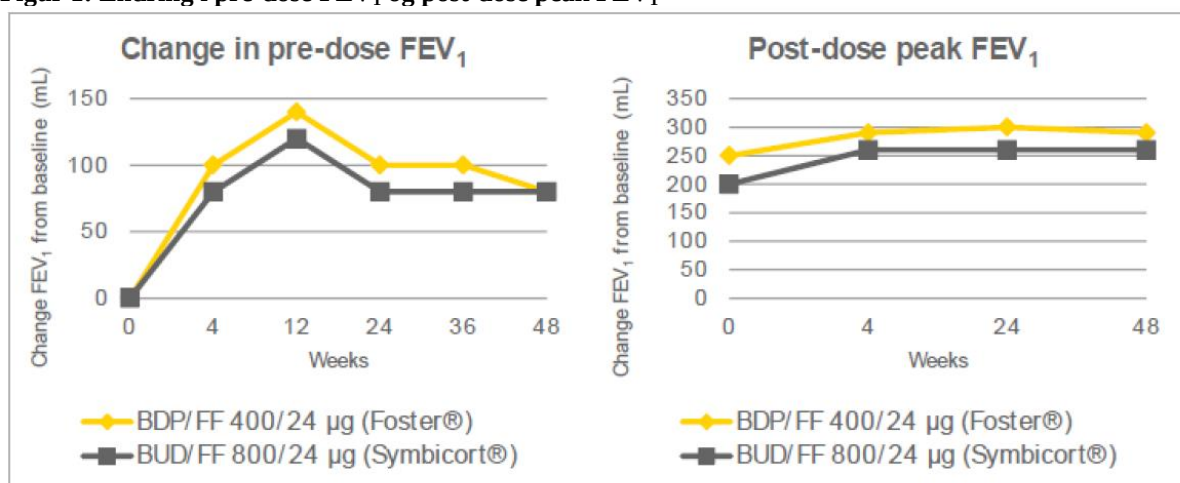 Change in pre-dose FEV₁
Change FEV₁ from baseline (mL)
150
100
50
0
0 4 12 24 36 48
Weeks
BDP/FF 400/24 µg (Foster®)
BUD/FF 800/24 µg (Symbicort®)
Post-dose peak FEV₁
Change FEV₁ from baseline (mL)
350
300
250
200
150
100
50
0
0 4 24 48
Weeks
BDP/FF 400/24 µg (Foster®)
BUD/FF 800/24 µg (Symbicort®)